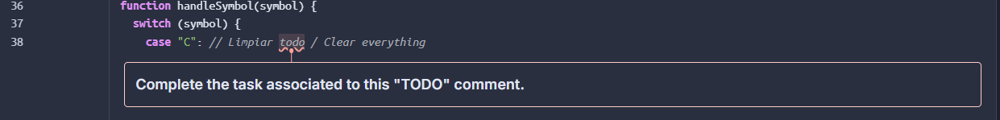 36 function handleSymbol(symbol) {
37 switch (symbol) {
38 case "C": // Limpiar todo / Clear everything
Complete the task associated to this "TODO" comment.